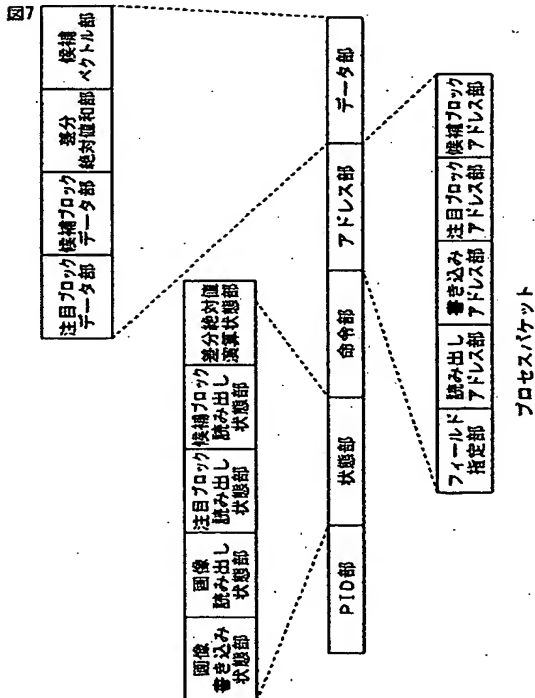 図7
注目ブロック
データ部
候補ブロック
データ部
差分
絶対値和部
候補
ベクトル部
画像
書き込み
状態部
画像
読み出し
状態部
注目ブロック
読み出し
状態部
候補ブロック
読み出し
状態部
差分絶対値
演算状態部
PID部
状態部
命令部
アドレス部
データ部
フィールド
指定部
読み出し
アドレス部
書き込み
アドレス部
注目ブロック
アドレス部
候補ブロック
アドレス部
プロセスパケット